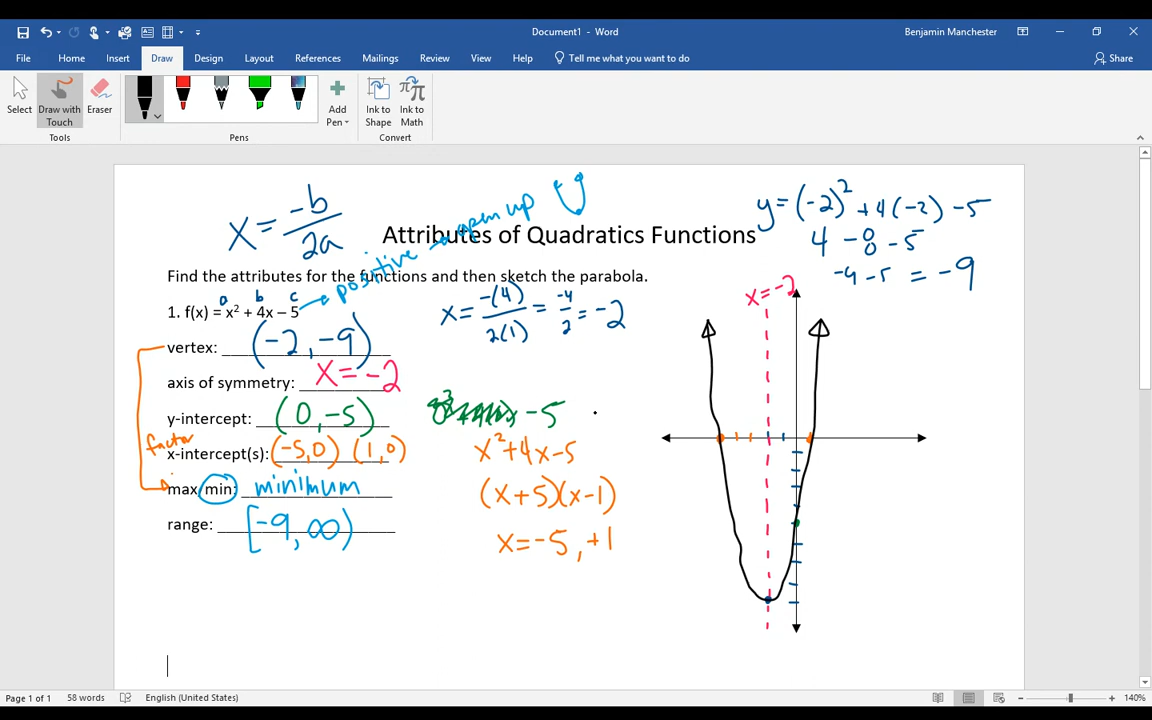 Document1 - Word
Benjamin Manchester
File Home Insert Draw Design Layout References Mailings Review View Help Tell me what you want to do Share
Select Draw with Touch Eraser Add Pen Ink to Shape Ink to Math
Tools Pens Convert
x = -b/2a
positive → open up
y = (-2)² + 4(-2) - 5
4 - 8 - 5
-4 - 5 = -9
Attributes of Quadratics Functions
Find the attributes for the functions and then sketch the parabola.
a b c
1. f(x) = x² + 4x – 5
x = -(4)/2(1) = -4/2 = -2
x = -2
vertex: (-2, -9)
axis of symmetry: x = -2
y-intercept: (0, -5)
-5
factor
x-intercept(s): (-5,0) (1,0)
x² + 4x - 5
max/min: minimum
(x + 5)(x - 1)
range: [-9, ∞)
x = -5, +1
Page 1 of 1 58 words English (United States) 140%